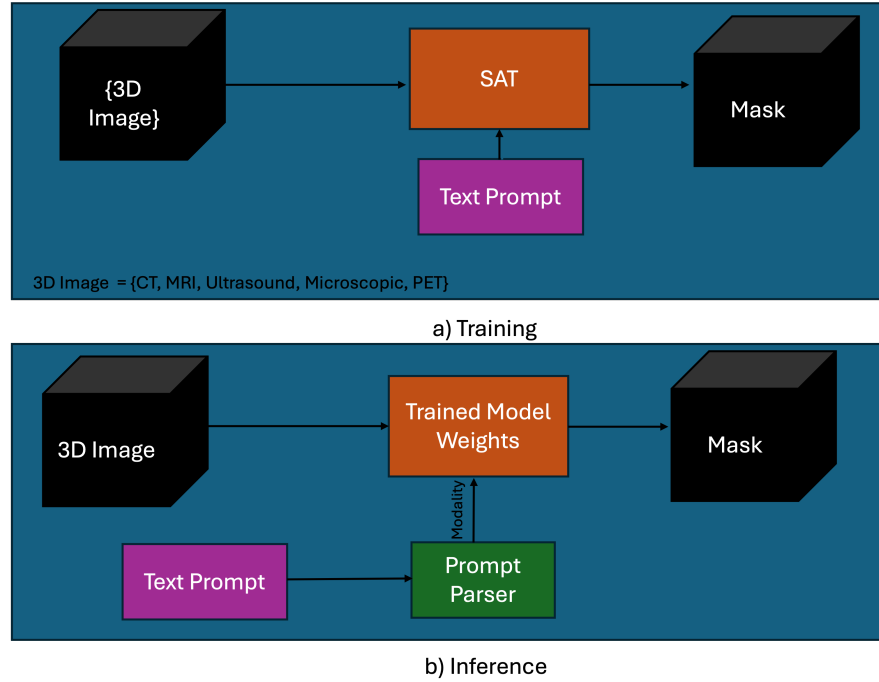 {3D
Image}
SAT
Mask
Text Prompt
3D Image = {CT, MRI, Ultrasound, Microscopic, PET}
a) Training
3D Image
Trained Model
Weights
Mask
Modality
Text Prompt
Prompt
Parser
b) Inference